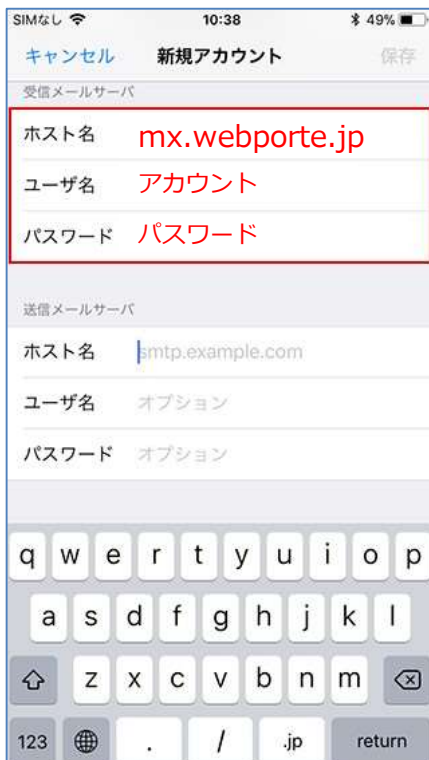 SIMなし 10:38 49%
キャンセル 新規アカウント 保存
受信メールサーバ
ホスト名 mx.webporte.jp
ユーザ名 アカウント
パスワード パスワード
送信メールサーバ
ホスト名 smtp.example.com
ユーザ名 オプション
パスワード オプション
q w e r t y u i o p
a s d f g h j k l
z x c v b n m
123 . / .jp return